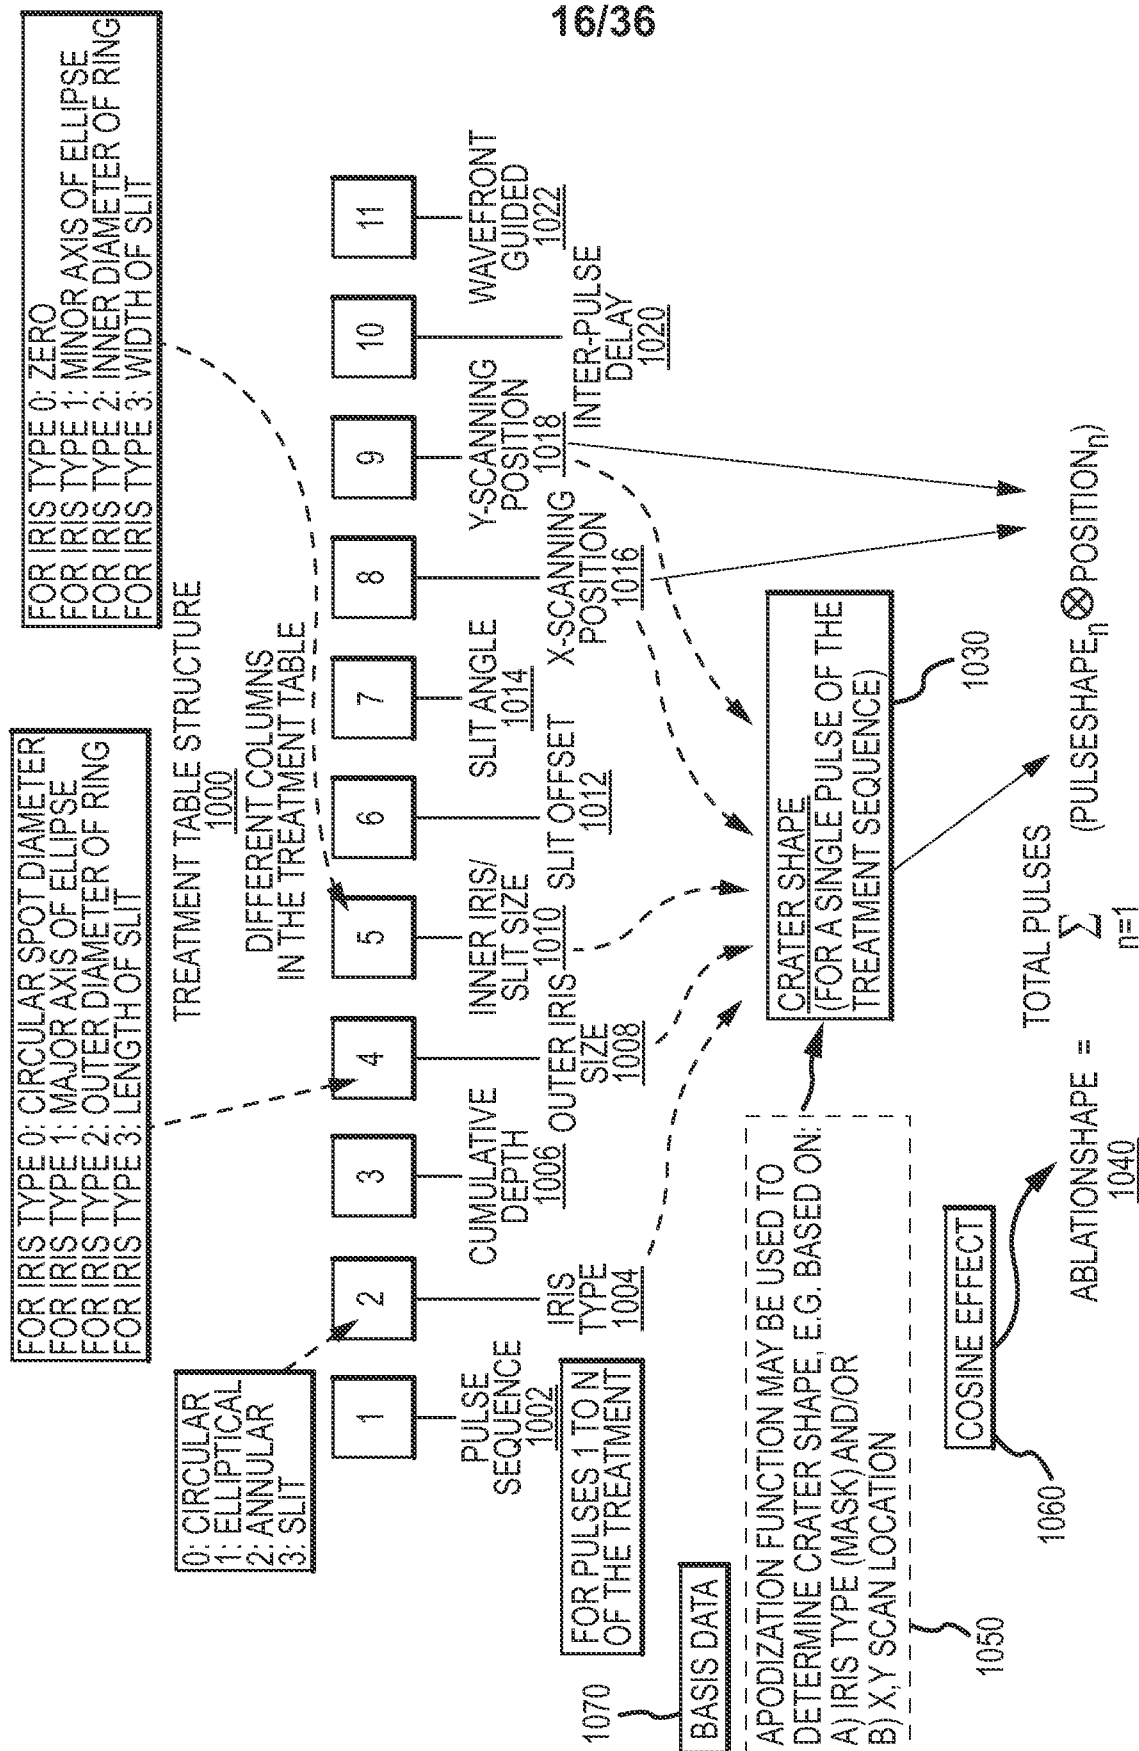 16/36
0: CIRCULAR
1: ELLIPTICAL
2: ANNULAR
3: SLIT
FOR IRIS TYPE 0: CIRCULAR SPOT DIAMETER
FOR IRIS TYPE 1: MAJOR AXIS OF ELLIPSE
FOR IRIS TYPE 2: OUTER DIAMETER OF RING
FOR IRIS TYPE 3: LENGTH OF SLIT
FOR IRIS TYPE 0: ZERO
FOR IRIS TYPE 1: MINOR AXIS OF ELLIPSE
FOR IRIS TYPE 2: INNER DIAMETER OF RING
FOR IRIS TYPE 3: WIDTH OF SLIT
TREATMENT TABLE STRUCTURE
1000
DIFFERENT COLUMNS
IN THE TREATMENT TABLE
1
2
3
4
5
6
7
8
9
10
11
PULSE
SEQUENCE
1002
IRIS
TYPE
1004
CUMULATIVE
DEPTH
1006
OUTER IRIS
SIZE
1008
INNER IRIS/
SLIT SIZE
1010
SLIT OFFSET
1012
SLIT ANGLE
1014
X-SCANNING
POSITION
1016
Y-SCANNING
POSITION
1018
INTER-PULSE
DELAY
1020
WAVEFRONT
GUIDED
1022
FOR PULSES 1 TO N
OF THE TREATMENT
1070
BASIS DATA
APODIZATION FUNCTION MAY BE USED TO
DETERMINE CRATER SHAPE, E.G. BASED ON:
A) IRIS TYPE (MASK) AND/OR
B) X,Y SCAN LOCATION
1050
CRATER SHAPE
(FOR A SINGLE PULSE OF THE
TREATMENT SEQUENCE)
1030
COSINE EFFECT
1060
TOTAL PULSES
ABLATIONSHAPE = Σ (PULSESHAPEₙ ⊗ POSITIONₙ)
n=1
1040